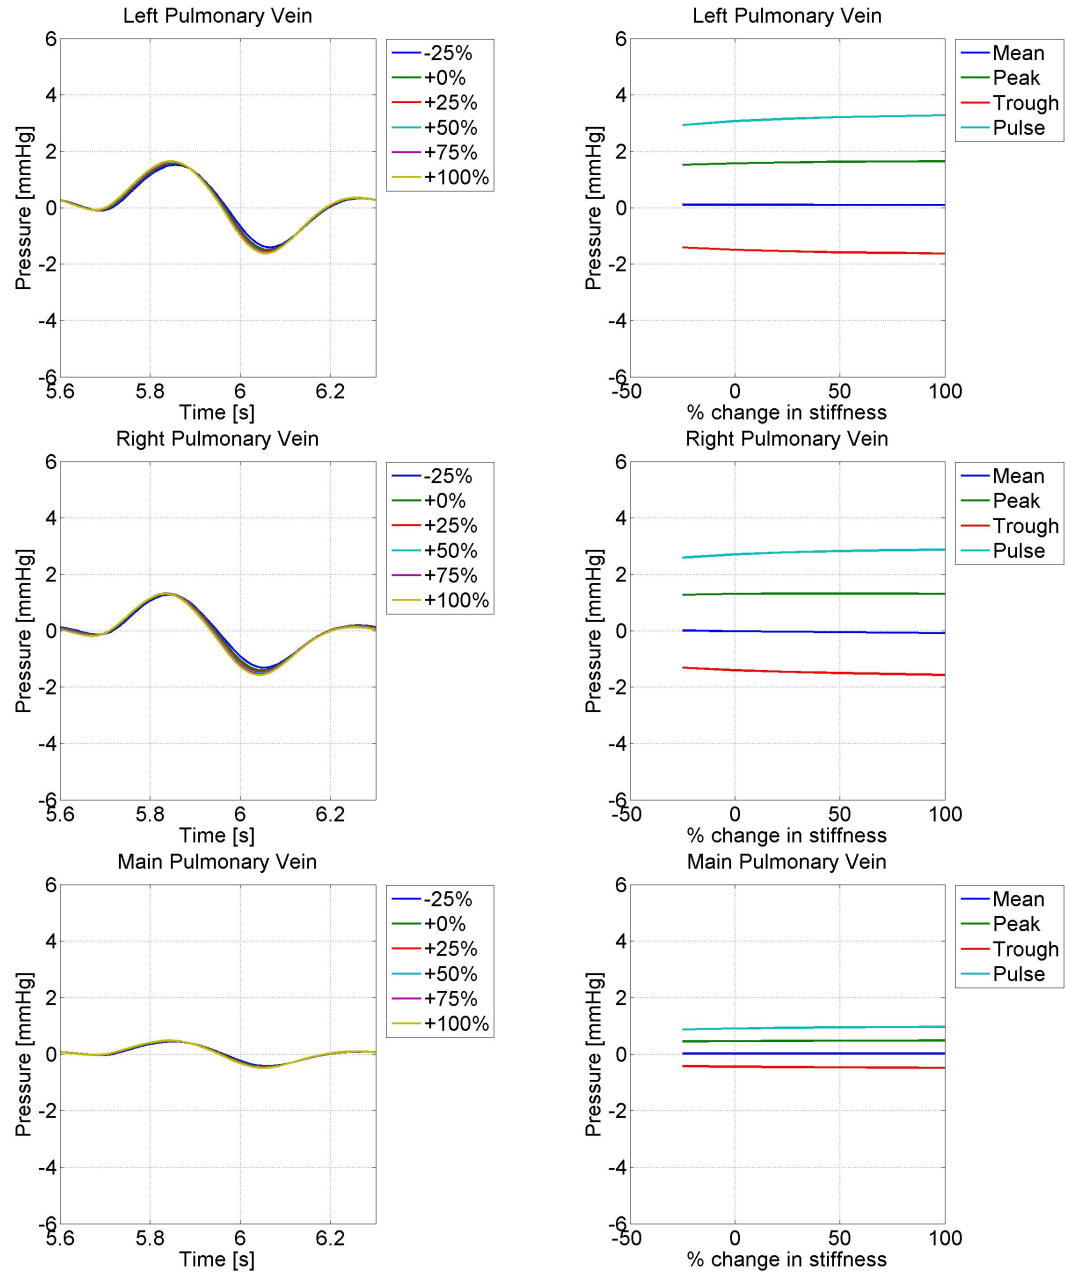 Left Pulmonary Vein
6
4
2
0
-2
-4
-6
Pressure [mmHg]
5.6
5.8
6
6.2
Time [s]
-25%
+0%
+25%
+50%
+75%
+100%
Left Pulmonary Vein
6
4
2
0
-2
-4
-6
Pressure [mmHg]
-50
0
50
100
% change in stiffness
Mean
Peak
Trough
Pulse
Right Pulmonary Vein
6
4
2
0
-2
-4
-6
Pressure [mmHg]
5.6
5.8
6
6.2
Time [s]
-25%
+0%
+25%
+50%
+75%
+100%
Right Pulmonary Vein
6
4
2
0
-2
-4
-6
Pressure [mmHg]
-50
0
50
100
% change in stiffness
Mean
Peak
Trough
Pulse
Main Pulmonary Vein
6
4
2
0
-2
-4
-6
Pressure [mmHg]
5.6
5.8
6
6.2
Time [s]
-25%
+0%
+25%
+50%
+75%
+100%
Main Pulmonary Vein
6
4
2
0
-2
-4
-6
Pressure [mmHg]
-50
0
50
100
% change in stiffness
Mean
Peak
Trough
Pulse